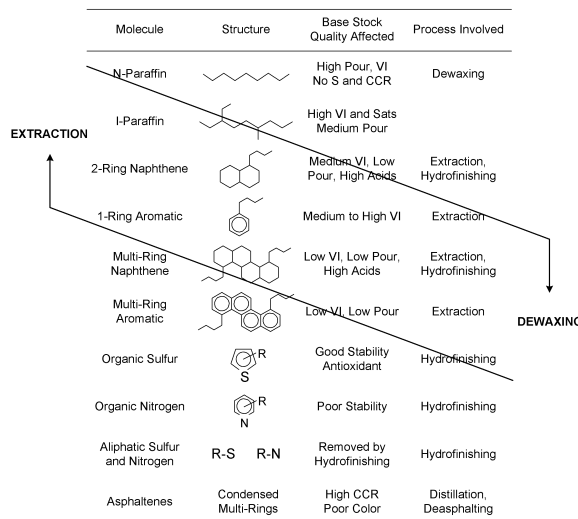 Molecule Structure Base Stock Quality Affected Process Involved
N-Paraffin High Pour, VI Dewaxing
No S and CCR
I-Paraffin High VI and Sats
Medium Pour
EXTRACTION
2-Ring Naphthene Medium VI, Low Extraction,
Pour, High Acids Hydrofinishing
1-Ring Aromatic Medium to High VI Extraction
Multi-Ring Low VI, Low Pour, Extraction,
Naphthene High Acids Hydrofinishing
Multi-Ring Low VI, Low Pour Extraction
Aromatic
DEWAXING
Organic Sulfur R Good Stability Hydrofinishing
S Antioxidant
Organic Nitrogen R Poor Stability Hydrofinishing
N
Aliphatic Sulfur R-S R-N Removed by Hydrofinishing
and Nitrogen Hydrofinishing
Asphaltenes Condensed High CCR Distillation,
Multi-Rings Poor Color Deasphalting